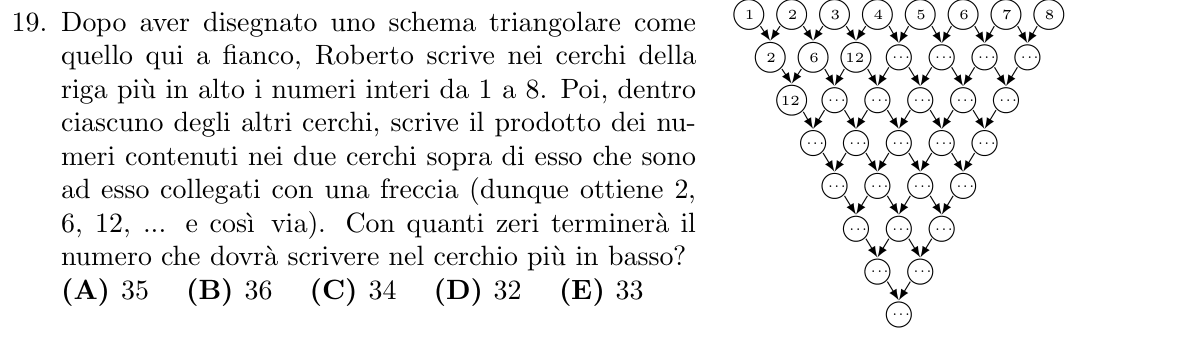 19. Dopo aver disegnato uno schema triangolare come
quello qui a fianco, Roberto scrive nei cerchi della
riga più in alto i numeri interi da 1 a 8. Poi, dentro
ciascuno degli altri cerchi, scrive il prodotto dei nu-
meri contenuti nei due cerchi sopra di esso che sono
ad esso collegati con una freccia (dunque ottiene 2,
6, 12, ... e così via). Con quanti zeri terminerà il
numero che dovrà scrivere nel cerchio più in basso?
(A) 35 (B) 36 (C) 34 (D) 32 (E) 33
1 2 3 4 5 6 7 8
2 6 12 ... ... ... ...
12 ... ... ... ... ...
... ... ... ... ...
... ... ... ...
... ... ...
... ...
...